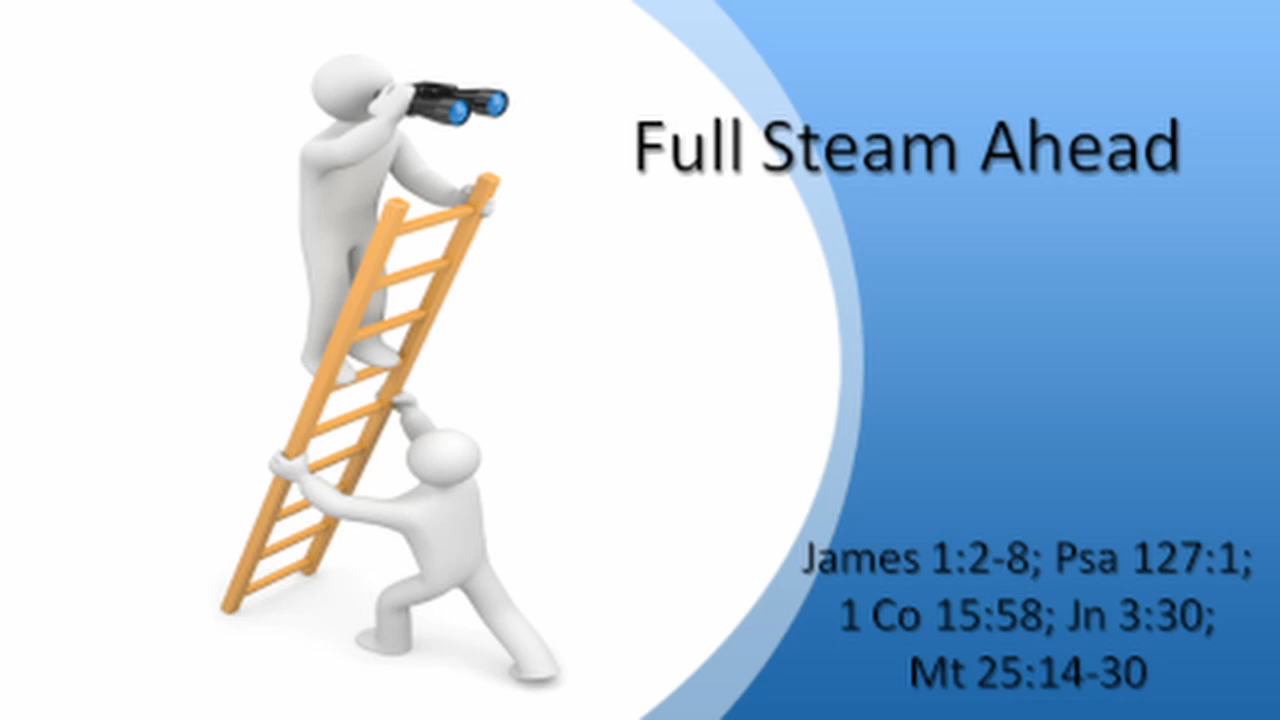 Full Steam Ahead
James 1:2-8; Psa 127:1;
1 Co 15:58; Jn 3:30;
Mt 25:14-30